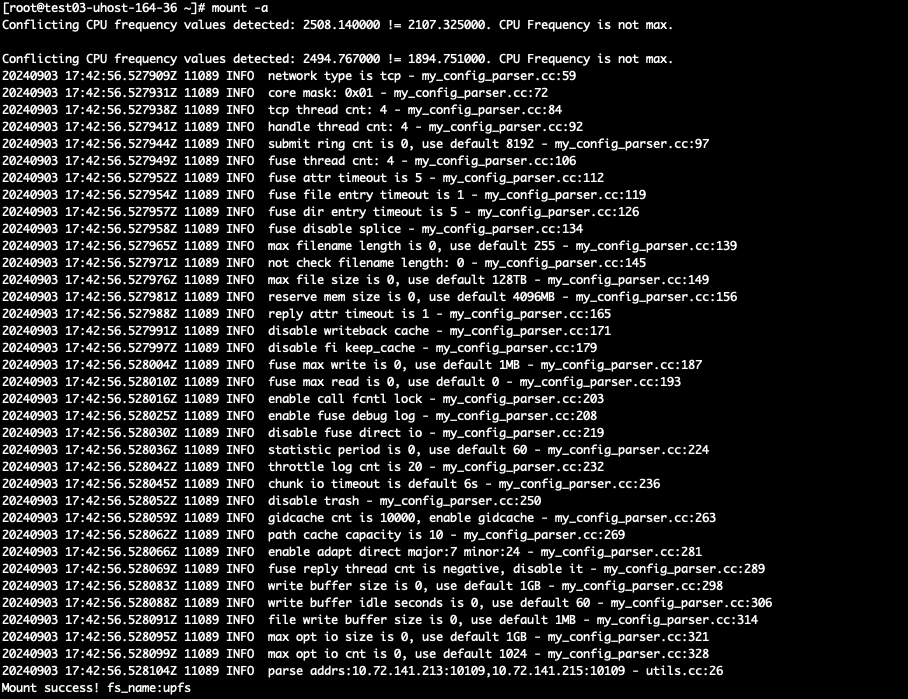 [root@test03-uhost-164-36 ~]# mount -a
Conflicting CPU frequency values detected: 2508.140000 != 2107.325000. CPU Frequency is not max.
Conflicting CPU frequency values detected: 2494.767000 != 1894.751000. CPU Frequency is not max.
20240903 17:42:56.527909Z 11089 INFO  network type is tcp - my_config_parser.cc:59
20240903 17:42:56.527931Z 11089 INFO  core mask: 0x01 - my_config_parser.cc:72
20240903 17:42:56.527938Z 11089 INFO  tcp thread cnt: 4 - my_config_parser.cc:84
20240903 17:42:56.527941Z 11089 INFO  handle thread cnt: 4 - my_config_parser.cc:92
20240903 17:42:56.527944Z 11089 INFO  submit ring cnt is 0, use default 8192 - my_config_parser.cc:97
20240903 17:42:56.527949Z 11089 INFO  fuse thread cnt: 4 - my_config_parser.cc:106
20240903 17:42:56.527952Z 11089 INFO  fuse attr timeout is 5 - my_config_parser.cc:112
20240903 17:42:56.527954Z 11089 INFO  fuse file entry timeout is 1 - my_config_parser.cc:119
20240903 17:42:56.527957Z 11089 INFO  fuse dir entry timeout is 5 - my_config_parser.cc:126
20240903 17:42:56.527958Z 11089 INFO  fuse disable splice - my_config_parser.cc:134
20240903 17:42:56.527965Z 11089 INFO  max filename length is 0, use default 255 - my_config_parser.cc:139
20240903 17:42:56.527971Z 11089 INFO  not check filename length: 0 - my_config_parser.cc:145
20240903 17:42:56.527976Z 11089 INFO  max file size is 0, use default 128TB - my_config_parser.cc:149
20240903 17:42:56.527981Z 11089 INFO  reserve mem size is 0, use default 4096MB - my_config_parser.cc:156
20240903 17:42:56.527988Z 11089 INFO  reply attr timeout is 1 - my_config_parser.cc:165
20240903 17:42:56.527991Z 11089 INFO  disable writeback cache - my_config_parser.cc:171
20240903 17:42:56.527997Z 11089 INFO  disable fi keep_cache - my_config_parser.cc:179
20240903 17:42:56.528004Z 11089 INFO  fuse max write is 0, use default 1MB - my_config_parser.cc:187
20240903 17:42:56.528010Z 11089 INFO  fuse max read is 0, use default 0 - my_config_parser.cc:193
20240903 17:42:56.528016Z 11089 INFO  enable call fcntl lock - my_config_parser.cc:203
20240903 17:42:56.528025Z 11089 INFO  enable fuse debug log - my_config_parser.cc:208
20240903 17:42:56.528030Z 11089 INFO  disable fuse direct io - my_config_parser.cc:219
20240903 17:42:56.528036Z 11089 INFO  statistic period is 0, use default 60 - my_config_parser.cc:224
20240903 17:42:56.528042Z 11089 INFO  throttle log cnt is 20 - my_config_parser.cc:232
20240903 17:42:56.528045Z 11089 INFO  chunk io timeout is default 6s - my_config_parser.cc:236
20240903 17:42:56.528052Z 11089 INFO  disable trash - my_config_parser.cc:250
20240903 17:42:56.528059Z 11089 INFO  gidcache cnt is 10000, enable gidcache - my_config_parser.cc:263
20240903 17:42:56.528062Z 11089 INFO  path cache capacity is 10 - my_config_parser.cc:269
20240903 17:42:56.528066Z 11089 INFO  enable adapt direct major:7 minor:24 - my_config_parser.cc:281
20240903 17:42:56.528069Z 11089 INFO  fuse reply thread cnt is negative, disable it - my_config_parser.cc:289
20240903 17:42:56.528083Z 11089 INFO  write buffer size is 0, use default 1GB - my_config_parser.cc:298
20240903 17:42:56.528088Z 11089 INFO  write buffer idle seconds is 0, use default 60 - my_config_parser.cc:306
20240903 17:42:56.528091Z 11089 INFO  file write buffer size is 0, use default 1MB - my_config_parser.cc:314
20240903 17:42:56.528095Z 11089 INFO  max opt io size is 0, use default 1GB - my_config_parser.cc:321
20240903 17:42:56.528099Z 11089 INFO  max opt io cnt is 0, use default 1024 - my_config_parser.cc:328
20240903 17:42:56.528104Z 11089 INFO  parse addrs:10.72.141.213:10109,10.72.141.215:10109 - utils.cc:26
Mount success! fs_name:upfs